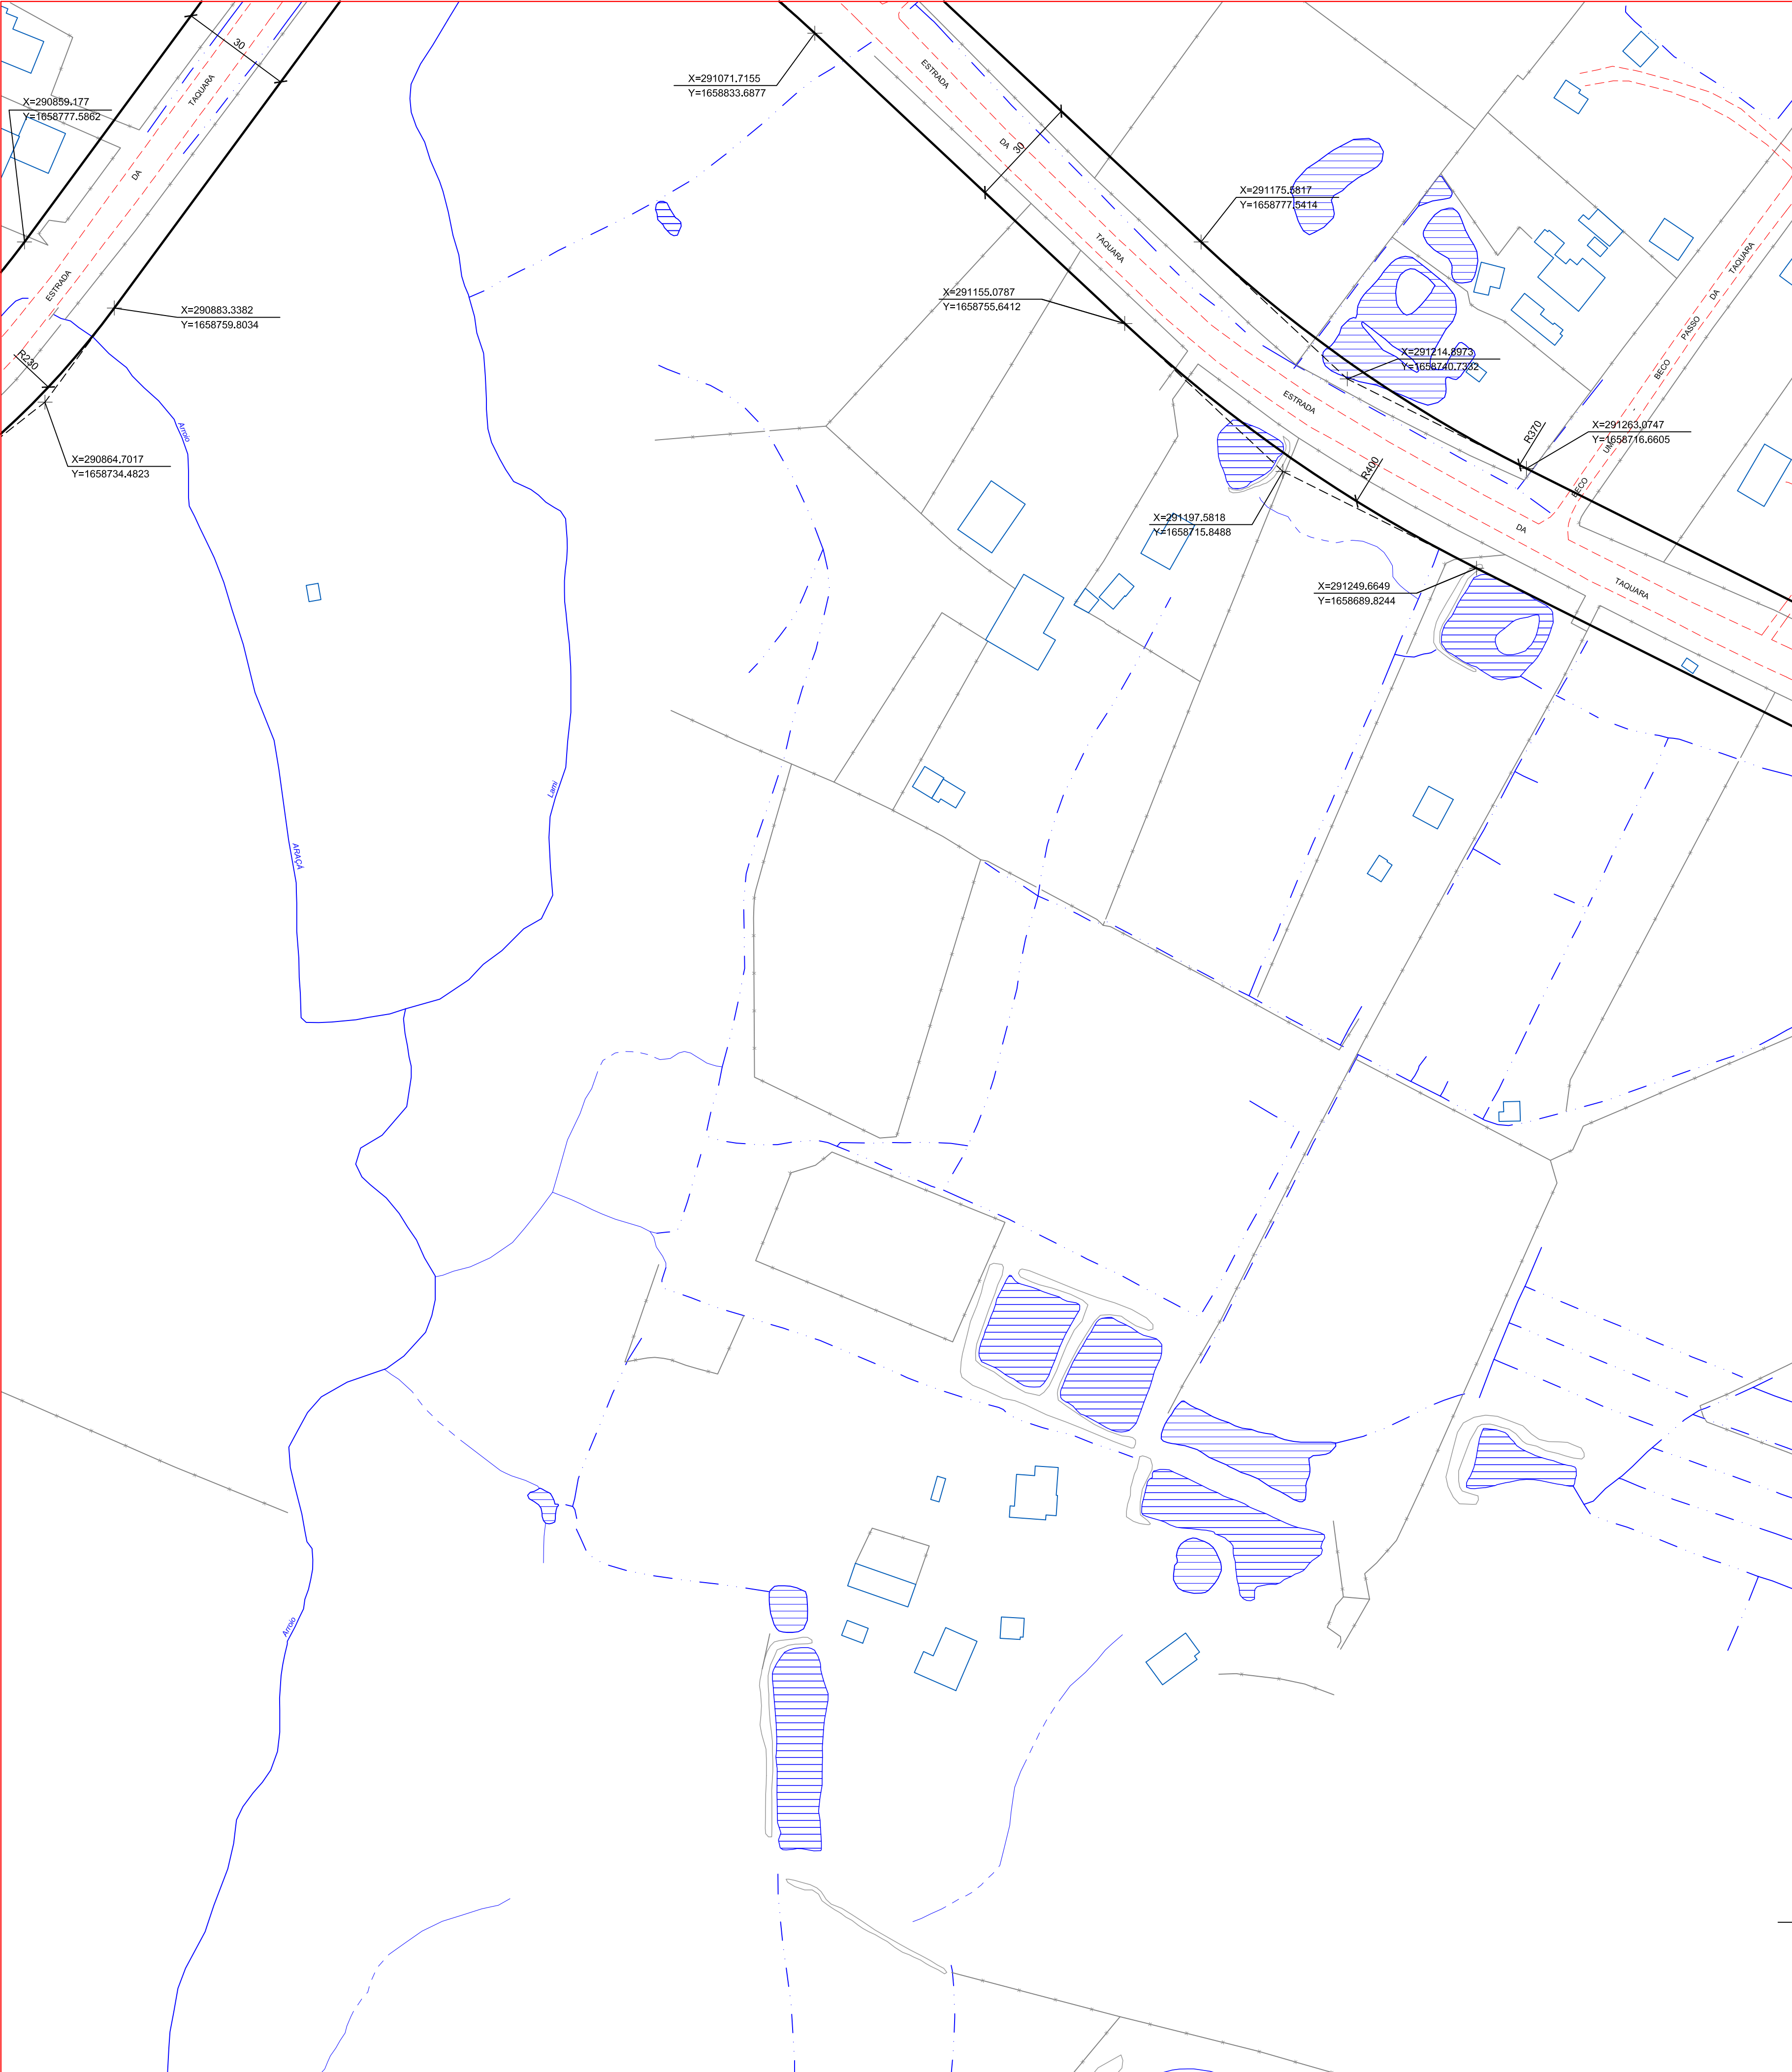 30
TAQUARA
DA
ESTRADA
X=290859.177
Y=1658777.5862
X=290883.3382
Y=1658759.8034
R230
X=290864.7017
Y=1658734.4823
X=291071.7155
Y=1658833.6877
ESTRADA
DA
30
TAQUARA
X=291175.5817
Y=1658777.5414
X=291155.0787
Y=1658755.6412
X=291214.8973
Y=1658740.7332
ESTRADA
R370
X=291263.0747
Y=1658716.6605
R400
X=291197.5818
Y=1658715.8488
DA
X=291249.6649
Y=1658689.8244
TAQUARA
BECO
UM
BECO
PASSO
DA
TAQUARA
Arroio
ARAÇÁ
Lami
Arroio